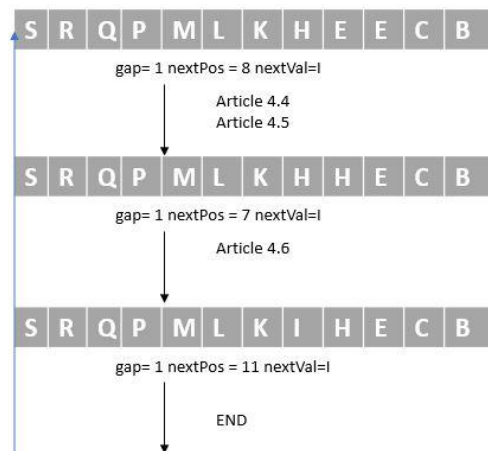 S R Q P M L K H E E C B
gap= 1 nextPos = 8 nextVal=I
Article 4.4
Article 4.5
S R Q P M L K H H E C B
gap= 1 nextPos = 7 nextVal=I
Article 4.6
S R Q P M L K I H E C B
gap= 1 nextPos = 11 nextVal=I
END